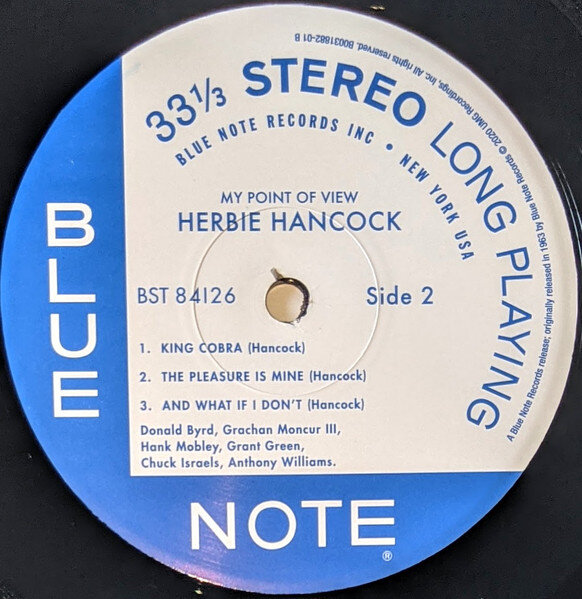 33⅓ STEREO LONG PLAYING
BLUE NOTE RECORDS INC • NEW YORK USA
A Blue Note Records release; originally released in 1963 by Blue Note Records © 2020 UMG Recordings, Inc. All rights reserved. B0031882-01 B
MY POINT OF VIEW
HERBIE HANCOCK
BST 84126
Side 2
1. KING COBRA (Hancock)
2. THE PLEASURE IS MINE (Hancock)
3. AND WHAT IF I DON'T (Hancock)
Donald Byrd, Grachan Moncur III,
Hank Mobley, Grant Green,
Chuck Israels, Anthony Williams.
BLUE
NOTE®